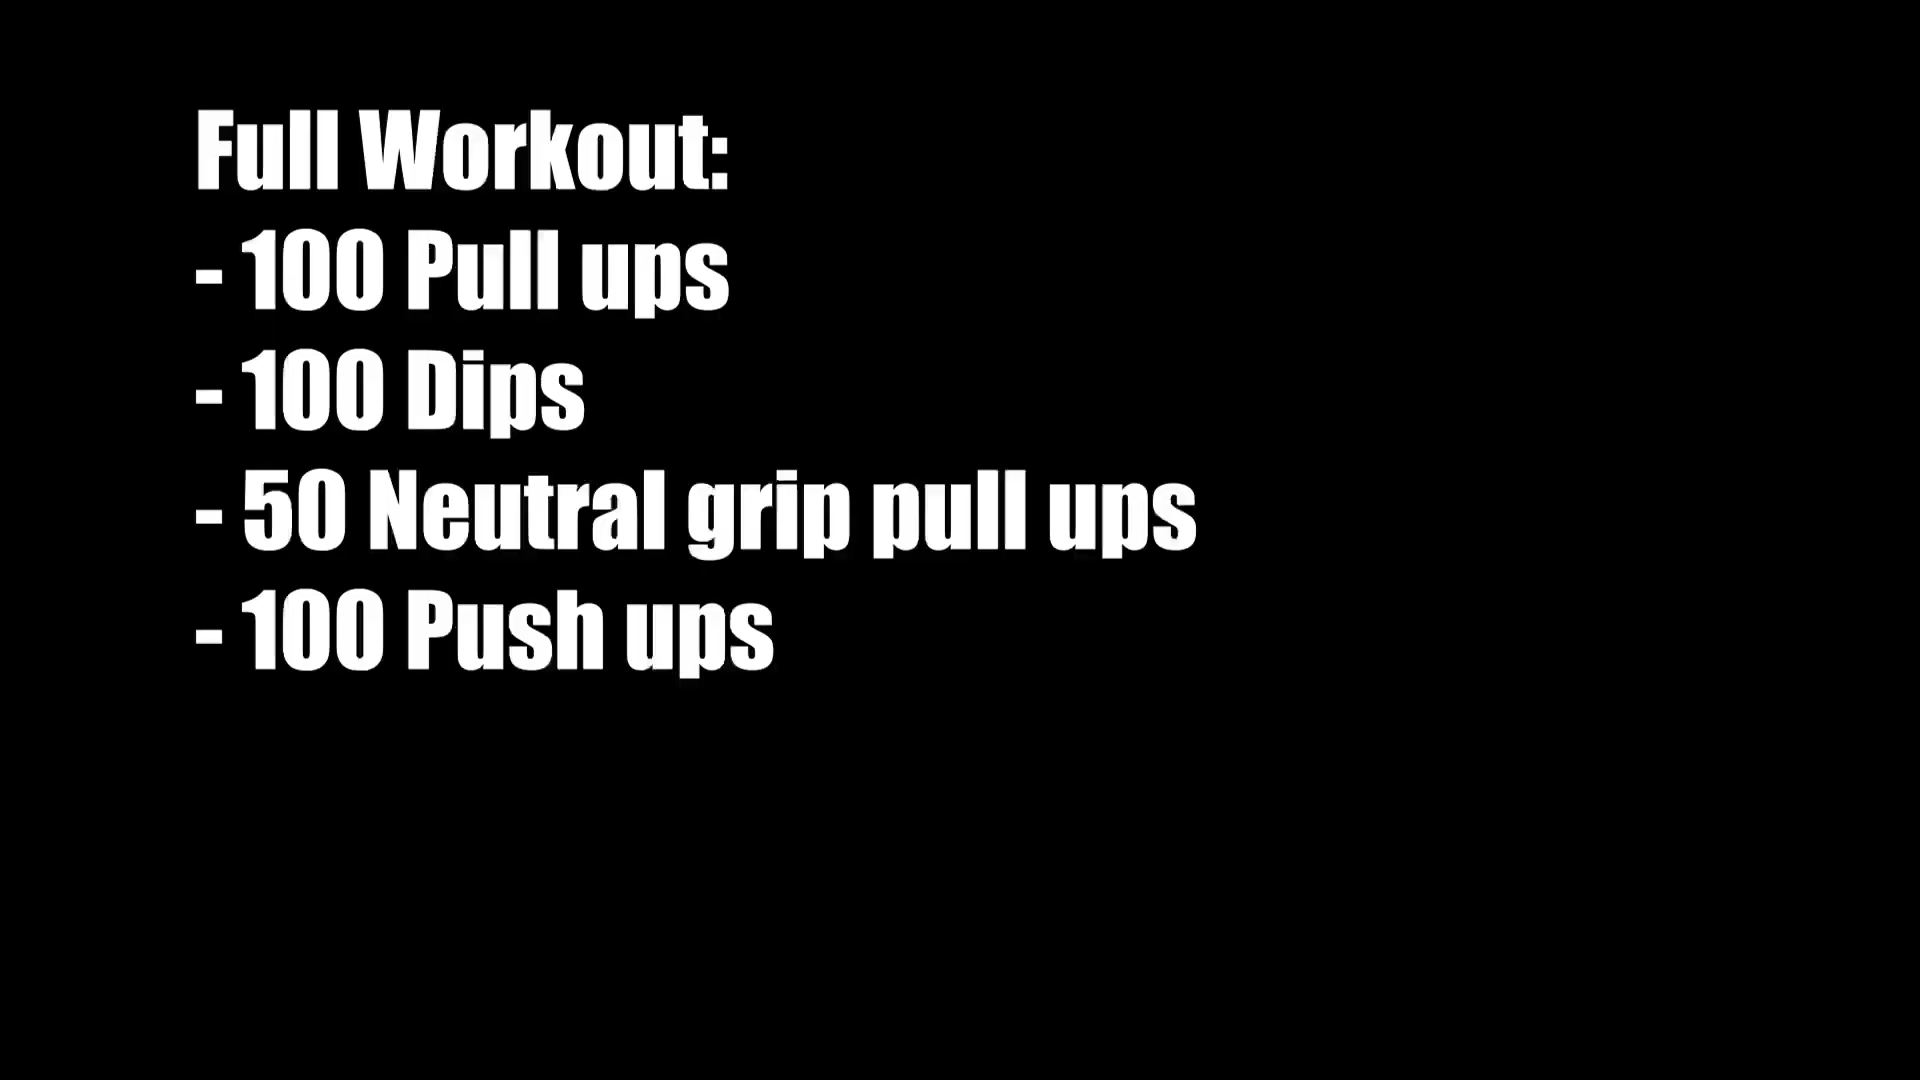 Full Workout:
- 100 Pull ups
- 100 Dips
- 50 Neutral grip pull ups
- 100 Push ups